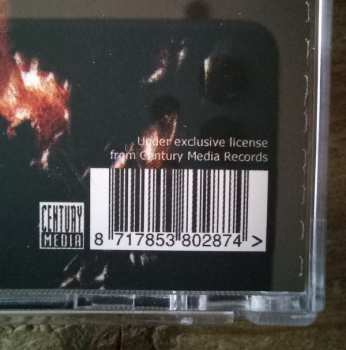 Under exclusive license
from Century Media Records
CENTURY
MEDIA
8 717853 802874 >